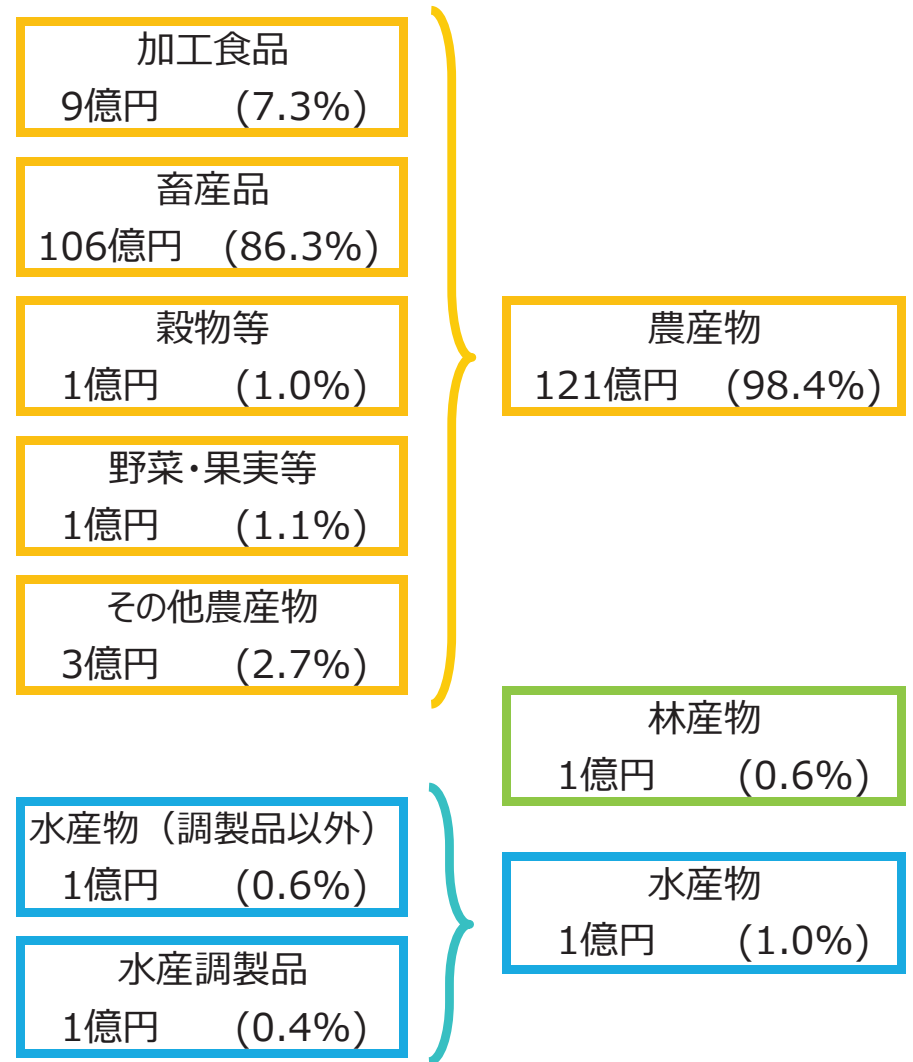 加工食品
9億円 (7.3%)
畜産品
106億円 (86.3%)
穀物等
1億円 (1.0%)
野菜・果実等
1億円 (1.1%)
その他農産物
3億円 (2.7%)
農産物
121億円 (98.4%)
林産物
1億円 (0.6%)
水産物（調製品以外）
1億円 (0.6%)
水産調製品
1億円 (0.4%)
水産物
1億円 (1.0%)